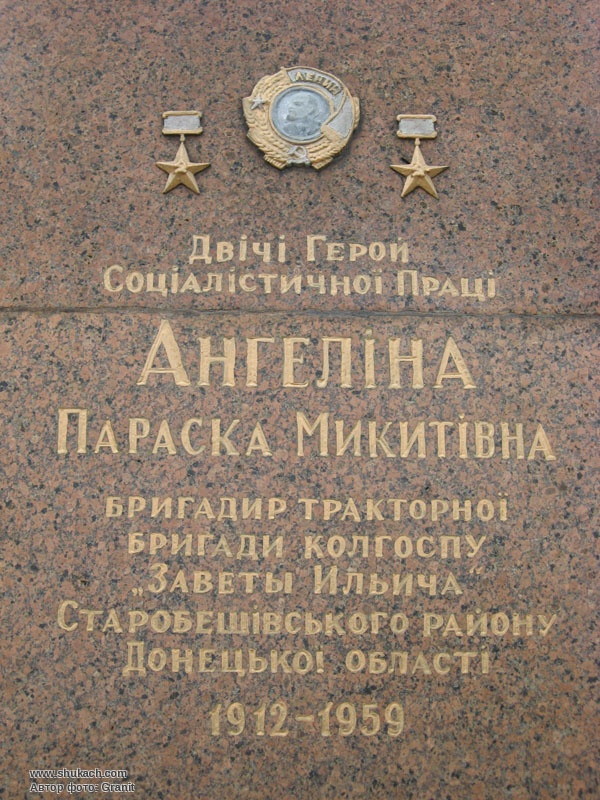 ЛЕНИН
Двічі Герой
Соціалістичної Праці
Ангеліна
Параска Микитівна
бригадир тракторної
бригади колгоспу
„Заветы Ильича“
Старобешівського району
Донецької області
1912-1959
www.shukach.com
Автор фото: Granit